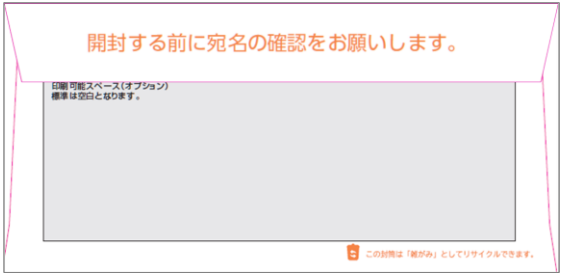 開封する前に宛名の確認をお願いします。
印刷可能スペース(オプション)
標準は空白となります。
この封筒は「雑がみ」としてリサイクルできます。